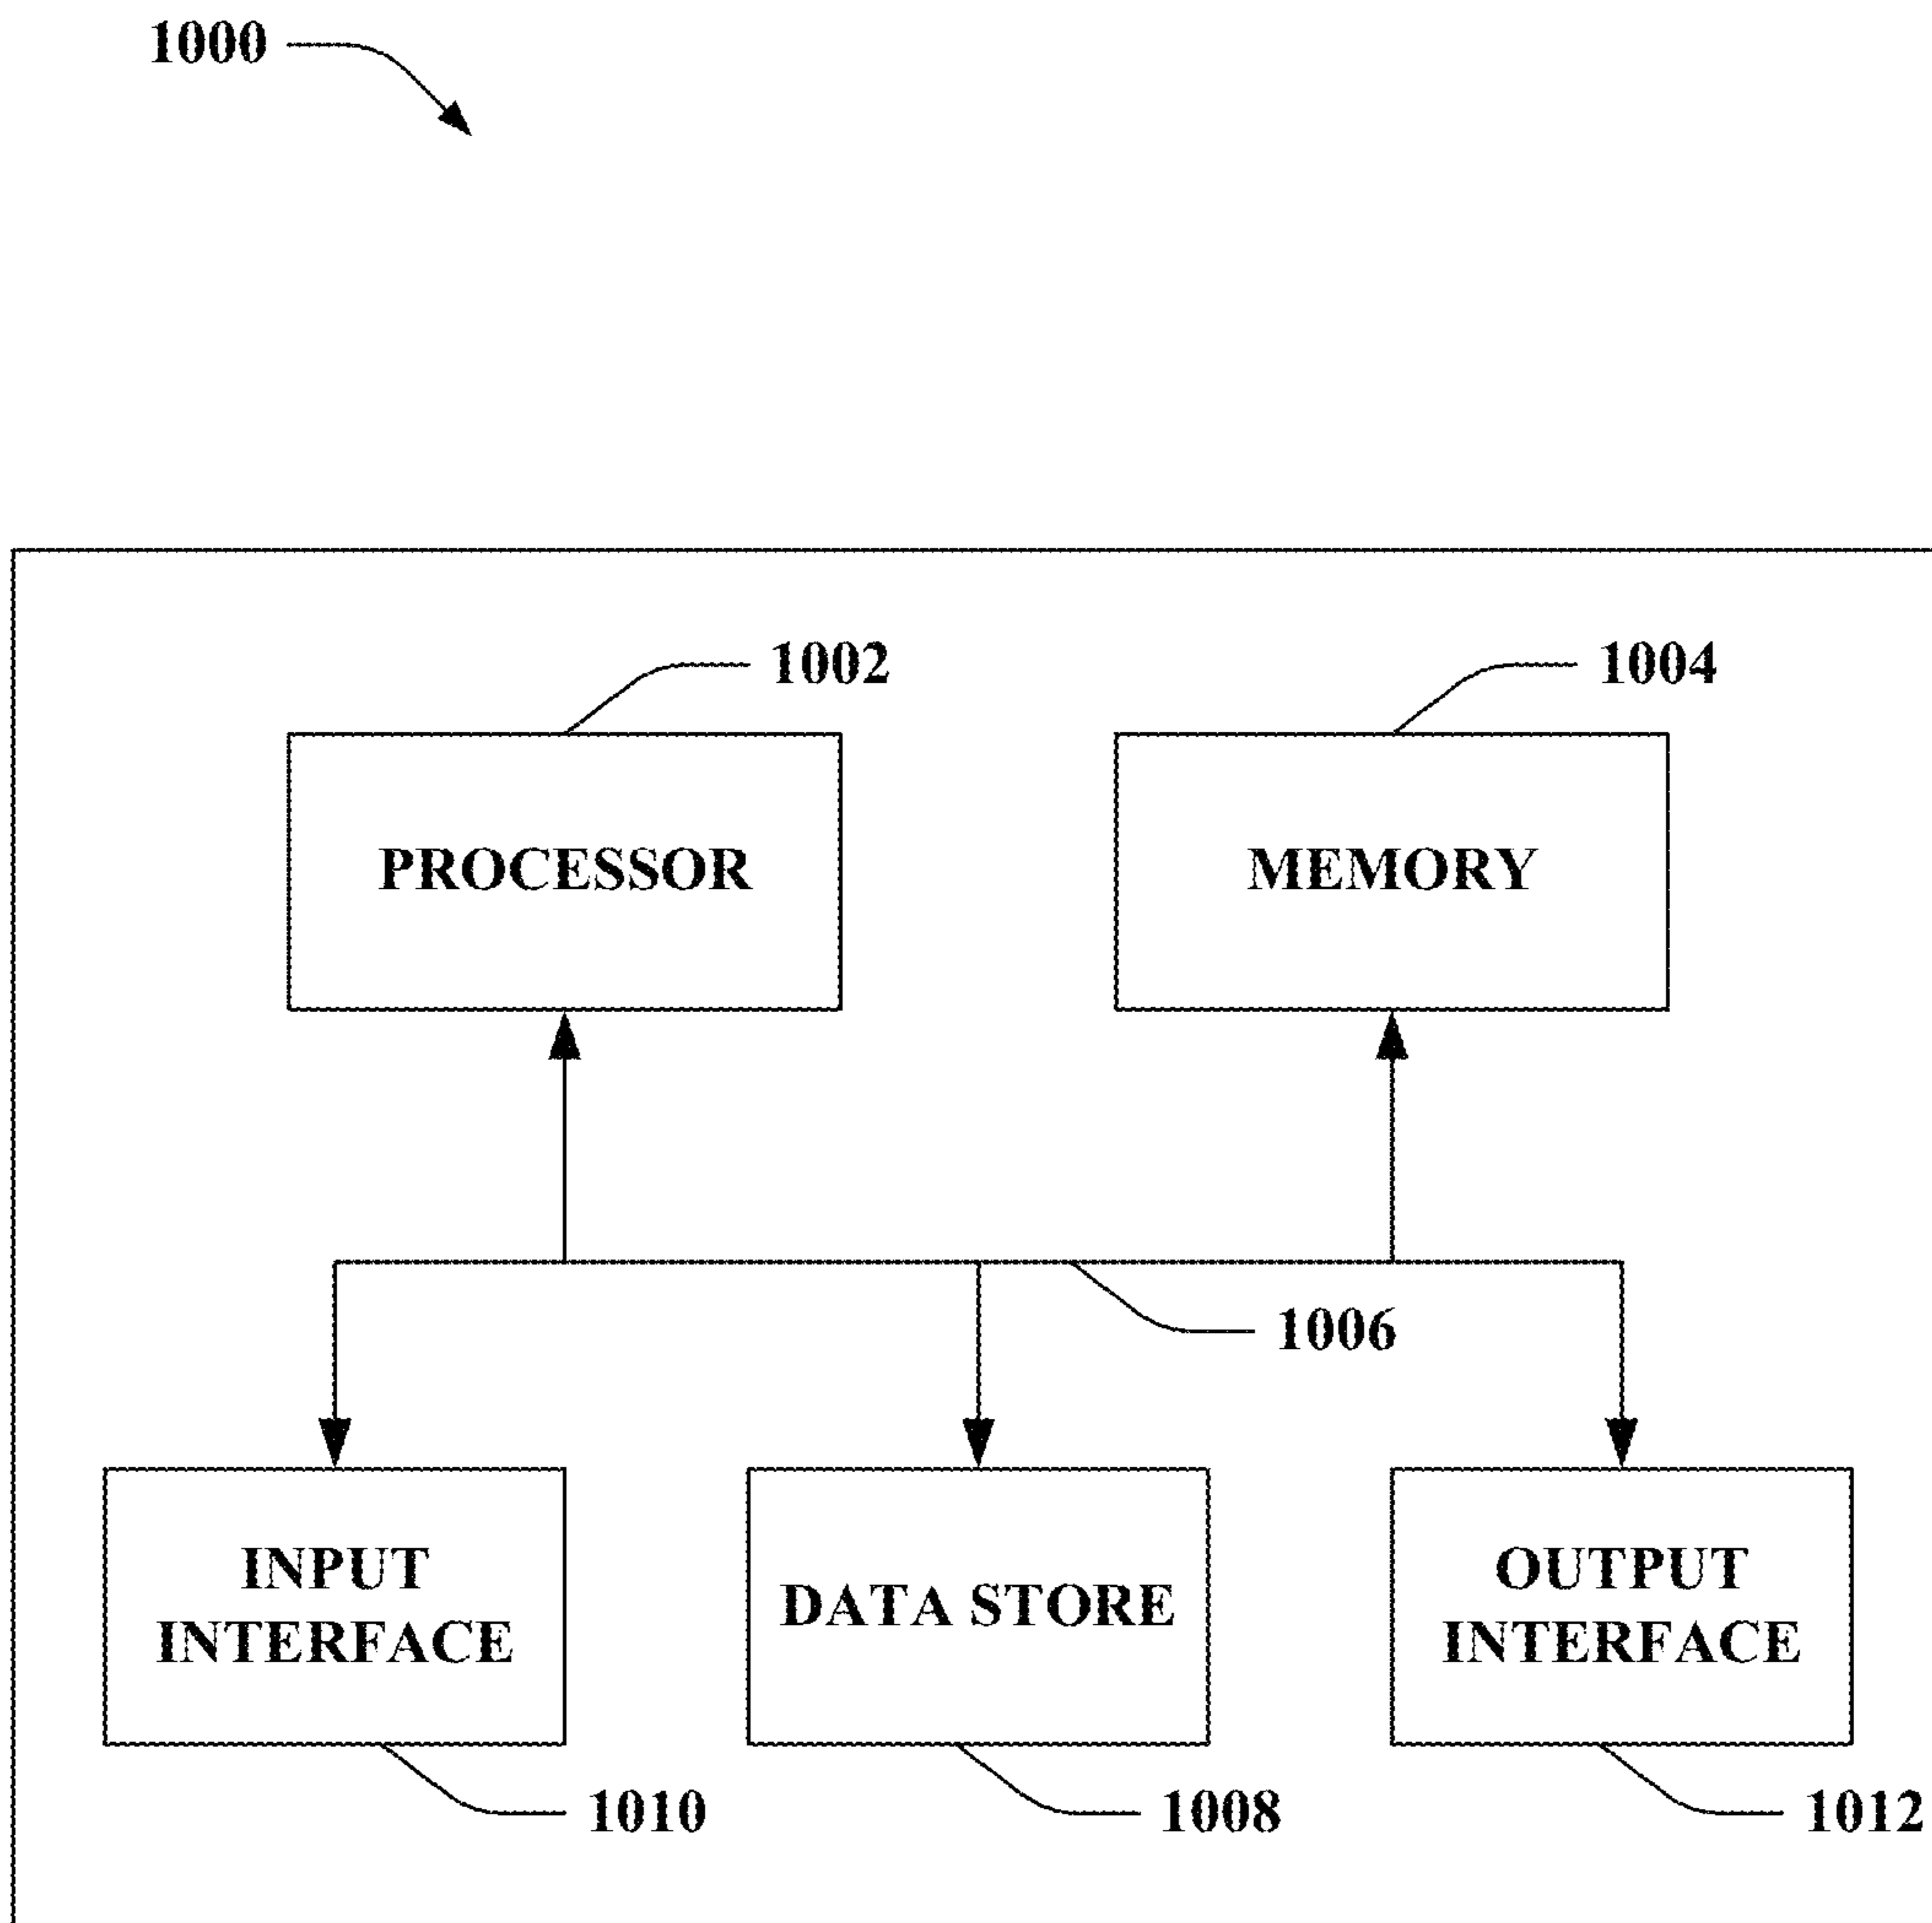 1000
1002
1004
PROCESSOR
MEMORY
1006
INPUT
INTERFACE
DATA STORE
OUTPUT
INTERFACE
1010
1008
1012